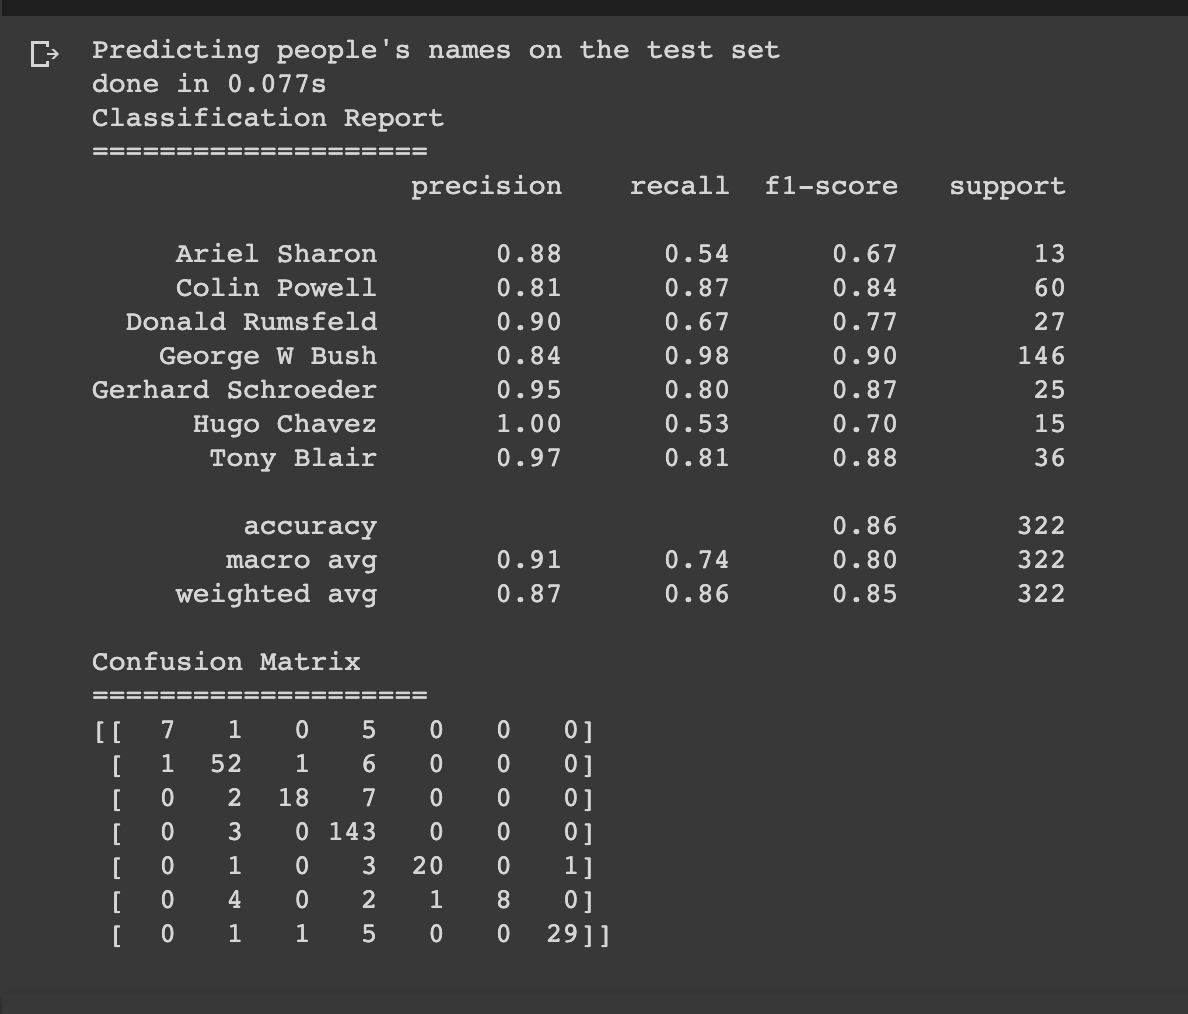 Predicting people's names on the test set
done in 0.077s
Classification Report
====================
                   precision    recall  f1-score   support

     Ariel Sharon       0.88      0.54      0.67        13
     Colin Powell       0.81      0.87      0.84        60
  Donald Rumsfeld       0.90      0.67      0.77        27
    George W Bush       0.84      0.98      0.90       146
Gerhard Schroeder       0.95      0.80      0.87        25
      Hugo Chavez       1.00      0.53      0.70        15
       Tony Blair       0.97      0.81      0.88        36

         accuracy                           0.86       322
        macro avg       0.91      0.74      0.80       322
     weighted avg       0.87      0.86      0.85       322

Confusion Matrix
====================
[[  7   1   0   5   0   0   0]
 [  1  52   1   6   0   0   0]
 [  0   2  18   7   0   0   0]
 [  0   3   0 143   0   0   0]
 [  0   1   0   3  20   0   1]
 [  0   4   0   2   1   8   0]
 [  0   1   1   5   0   0  29]]